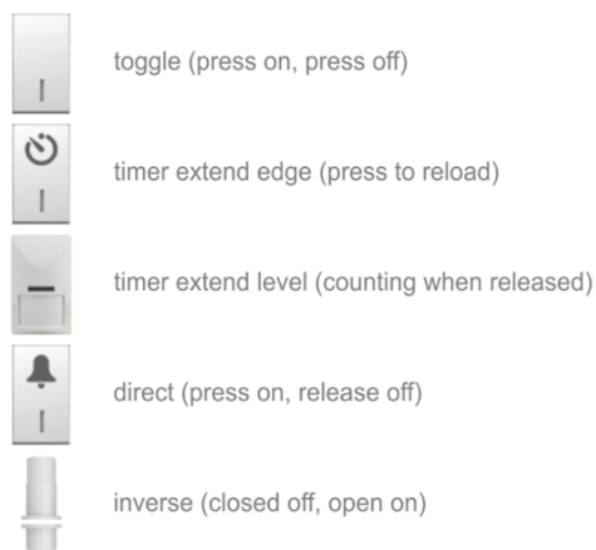 toggle (press on, press off)
timer extend edge (press to reload)
timer extend level (counting when released)
direct (press on, release off)
inverse (closed off, open on)